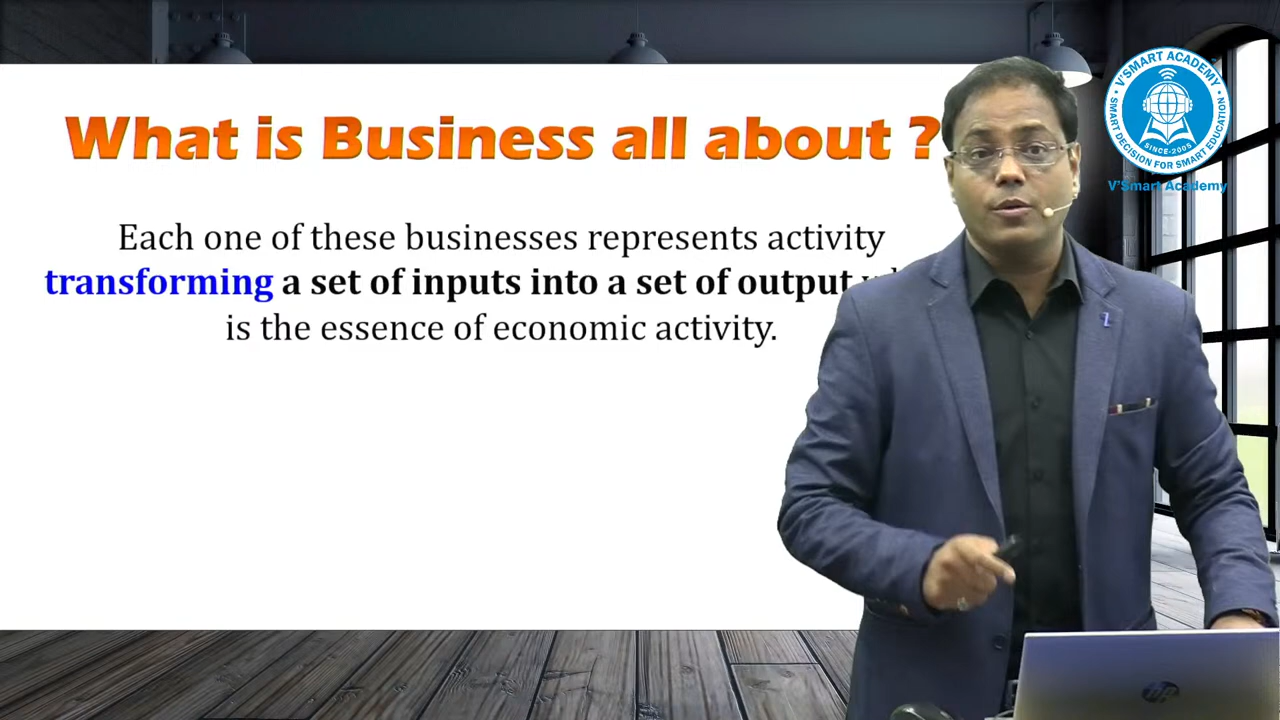 What is Business all about ?
Each one of these businesses represents activity
transforming a set of inputs into a set of output
is the essence of economic activity.
V'SMART ACADEMY
SMART DECISION FOR SMART EDUCATION
SINCE-2005
V'Smart Academy
hp